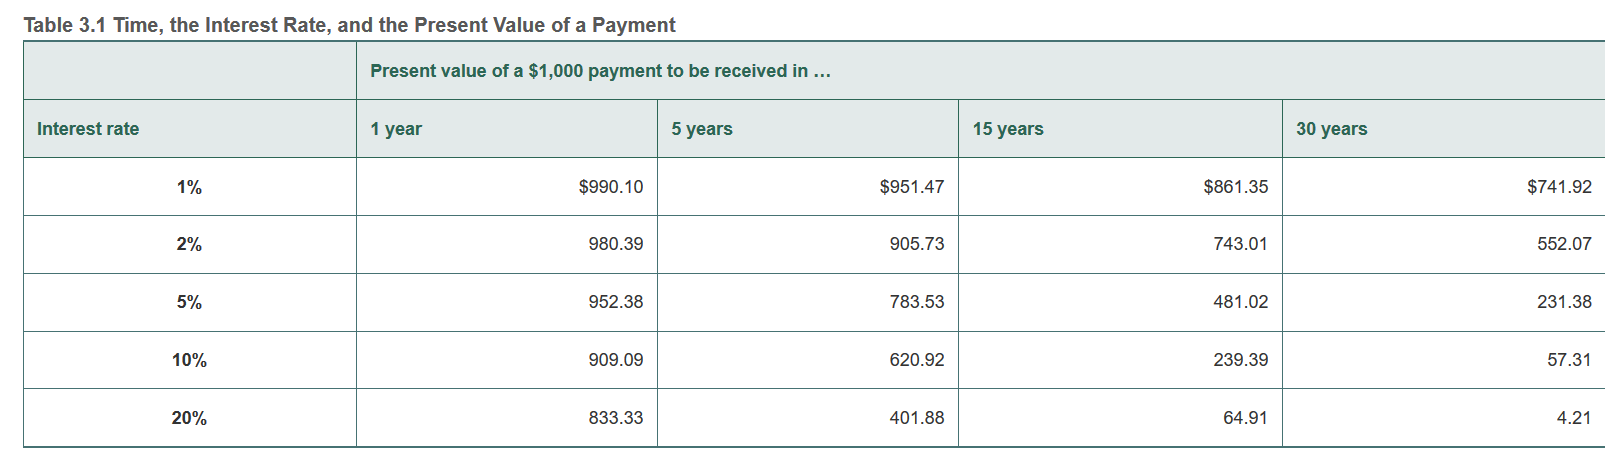 Table 3.1 Time, the Interest Rate, and the Present Value of a Payment
Present value of a $1,000 payment to be received in …
Interest rate 1 year 5 years 15 years 30 years
1% $990.10 $951.47 $861.35 $741.92
2% 980.39 905.73 743.01 552.07
5% 952.38 783.53 481.02 231.38
10% 909.09 620.92 239.39 57.31
20% 833.33 401.88 64.91 4.21